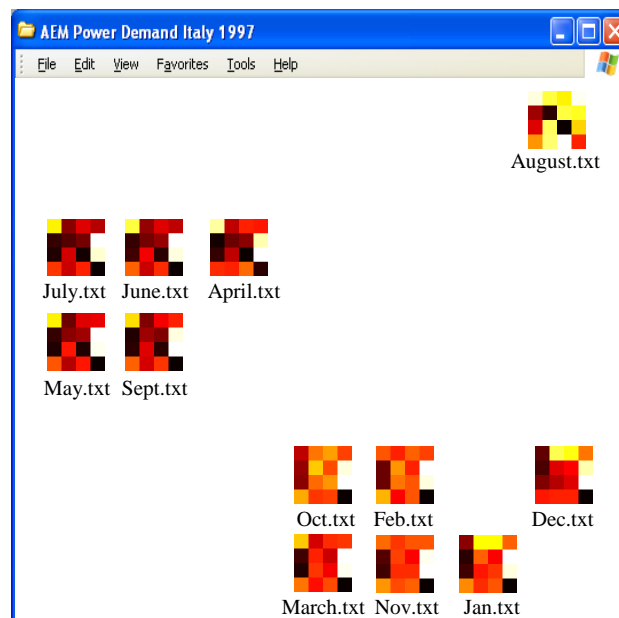 AEM Power Demand Italy 1997
File Edit View Favorites Tools Help
August.txt
July.txt June.txt April.txt
May.txt Sept.txt
Oct.txt Feb.txt Dec.txt
March.txt Nov.txt Jan.txt